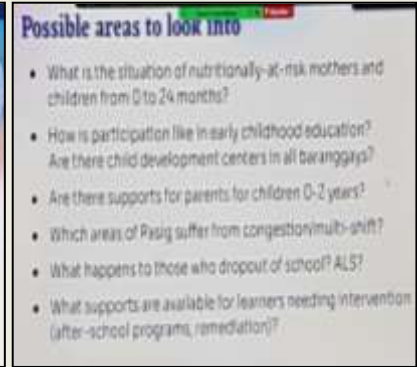 Possible areas to look into
• What is the situation of nutritionally-at-risk mothers and
children from 0 to 24 months?
• How is participation like in early childhood education?
Are there child development centers in all baranggays?
• Are there supports for parents for children 0-2 years?
• Which areas of Pasig suffer from congestion/multi-shift?
• What happens to those who dropout of school? ALS?
• What supports are available for learners needing intervention
(after-school programs, remediation)?